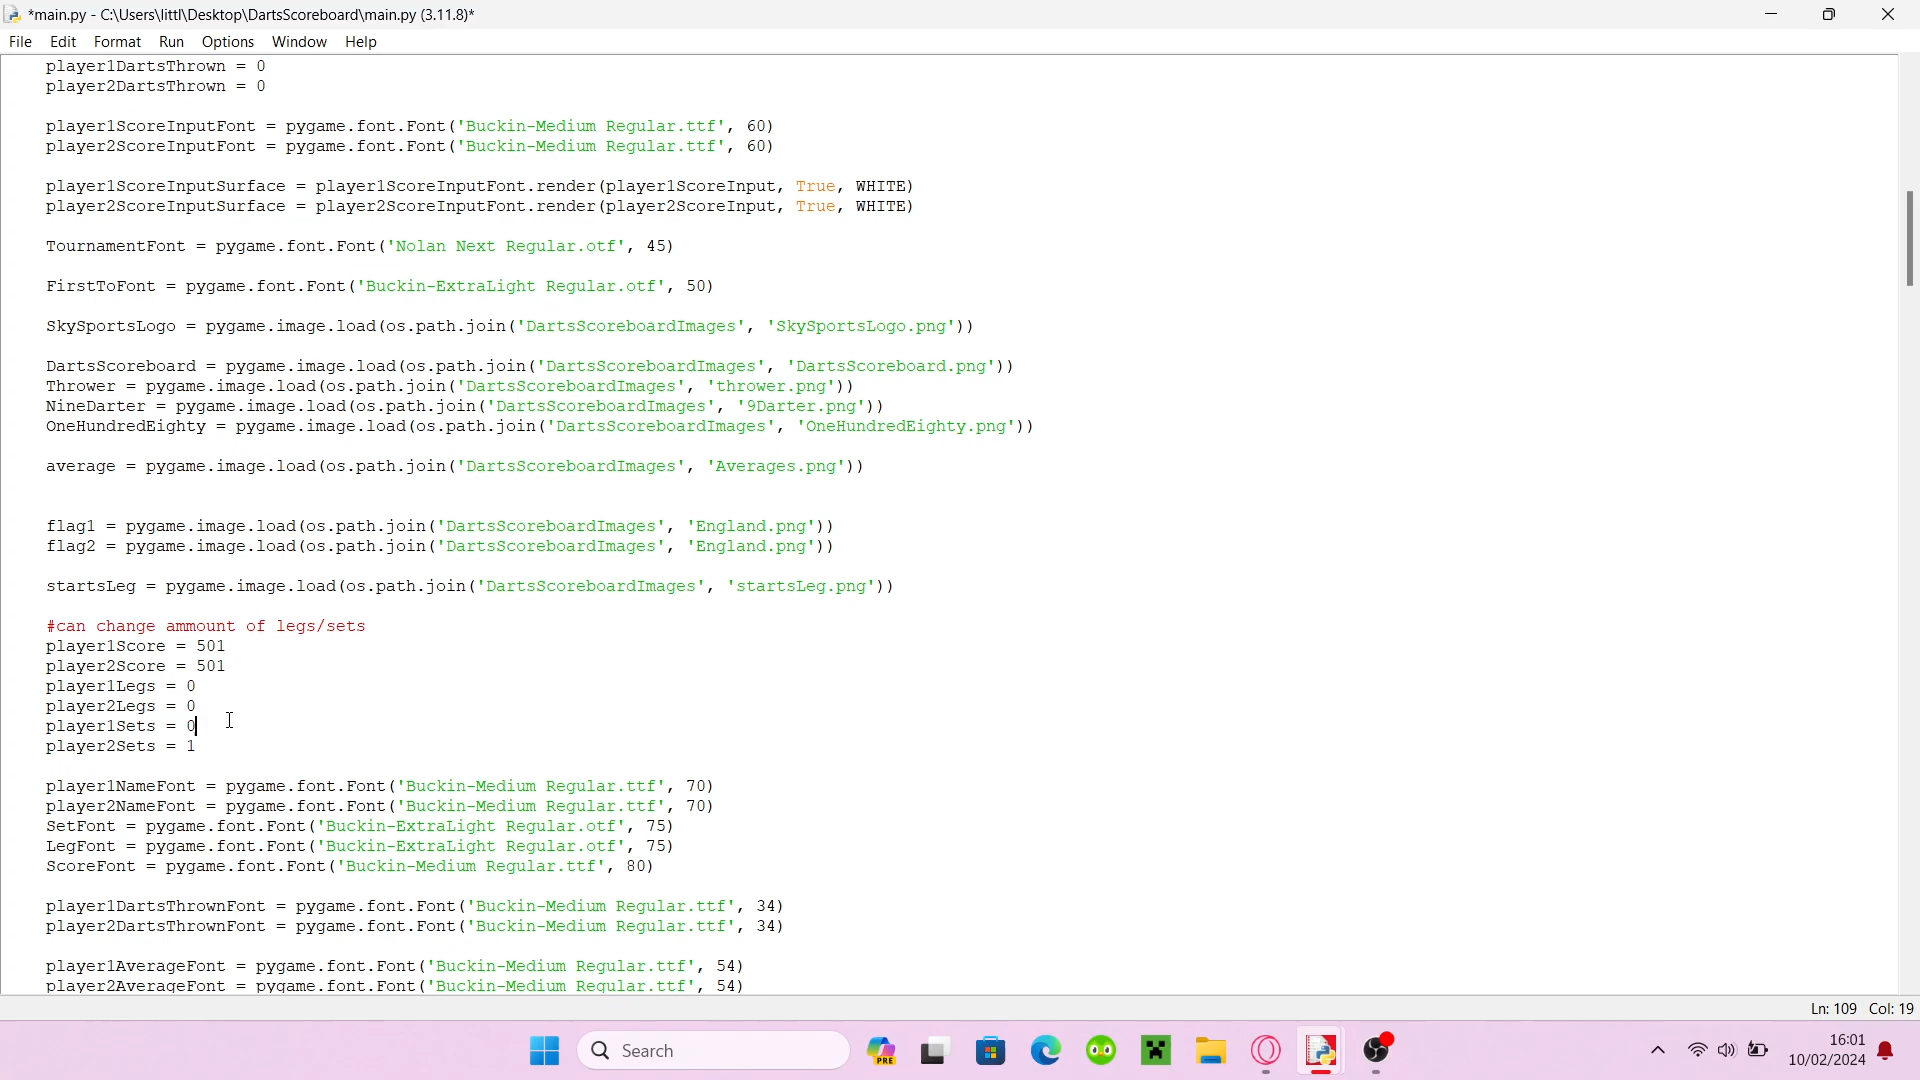 *main.py - C:\Users\littl\Desktop\DartsScoreboard\main.py (3.11.8)*
File Edit Format Run Options Window Help
player1DartsThrown = 0
player2DartsThrown = 0
player1ScoreInputFont = pygame.font.Font('Buckin-Medium Regular.ttf', 60)
player2ScoreInputFont = pygame.font.Font('Buckin-Medium Regular.ttf', 60)
player1ScoreInputSurface = player1ScoreInputFont.render(player1ScoreInput, True, WHITE)
player2ScoreInputSurface = player2ScoreInputFont.render(player2ScoreInput, True, WHITE)
TournamentFont = pygame.font.Font('Nolan Next Regular.otf', 45)
FirstToFont = pygame.font.Font('Buckin-ExtraLight Regular.otf', 50)
SkySportsLogo = pygame.image.load(os.path.join('DartsScoreboardImages', 'SkySportsLogo.png'))
DartsScoreboard = pygame.image.load(os.path.join('DartsScoreboardImages', 'DartsScoreboard.png'))
Thrower = pygame.image.load(os.path.join('DartsScoreboardImages', 'thrower.png'))
NineDarter = pygame.image.load(os.path.join('DartsScoreboardImages', '9Darter.png'))
OneHundredEighty = pygame.image.load(os.path.join('DartsScoreboardImages', 'OneHundredEighty.png'))
average = pygame.image.load(os.path.join('DartsScoreboardImages', 'Averages.png'))
flag1 = pygame.image.load(os.path.join('DartsScoreboardImages', 'England.png'))
flag2 = pygame.image.load(os.path.join('DartsScoreboardImages', 'England.png'))
startsLeg = pygame.image.load(os.path.join('DartsScoreboardImages', 'startsLeg.png'))
#can change ammount of legs/sets
player1Score = 501
player2Score = 501
player1Legs = 0
player2Legs = 0
player1Sets = 0
player2Sets = 1
player1NameFont = pygame.font.Font('Buckin-Medium Regular.ttf', 70)
player2NameFont = pygame.font.Font('Buckin-Medium Regular.ttf', 70)
SetFont = pygame.font.Font('Buckin-ExtraLight Regular.otf', 75)
LegFont = pygame.font.Font('Buckin-ExtraLight Regular.otf', 75)
ScoreFont = pygame.font.Font('Buckin-Medium Regular.ttf', 80)
player1DartsThrownFont = pygame.font.Font('Buckin-Medium Regular.ttf', 34)
player2DartsThrownFont = pygame.font.Font('Buckin-Medium Regular.ttf', 34)
player1AverageFont = pygame.font.Font('Buckin-Medium Regular.ttf', 54)
player2AverageFont = pygame.font.Font('Buckin-Medium Regular.ttf', 54)
Ln: 109 Col: 19
Search
PRE
16:01
10/02/2024